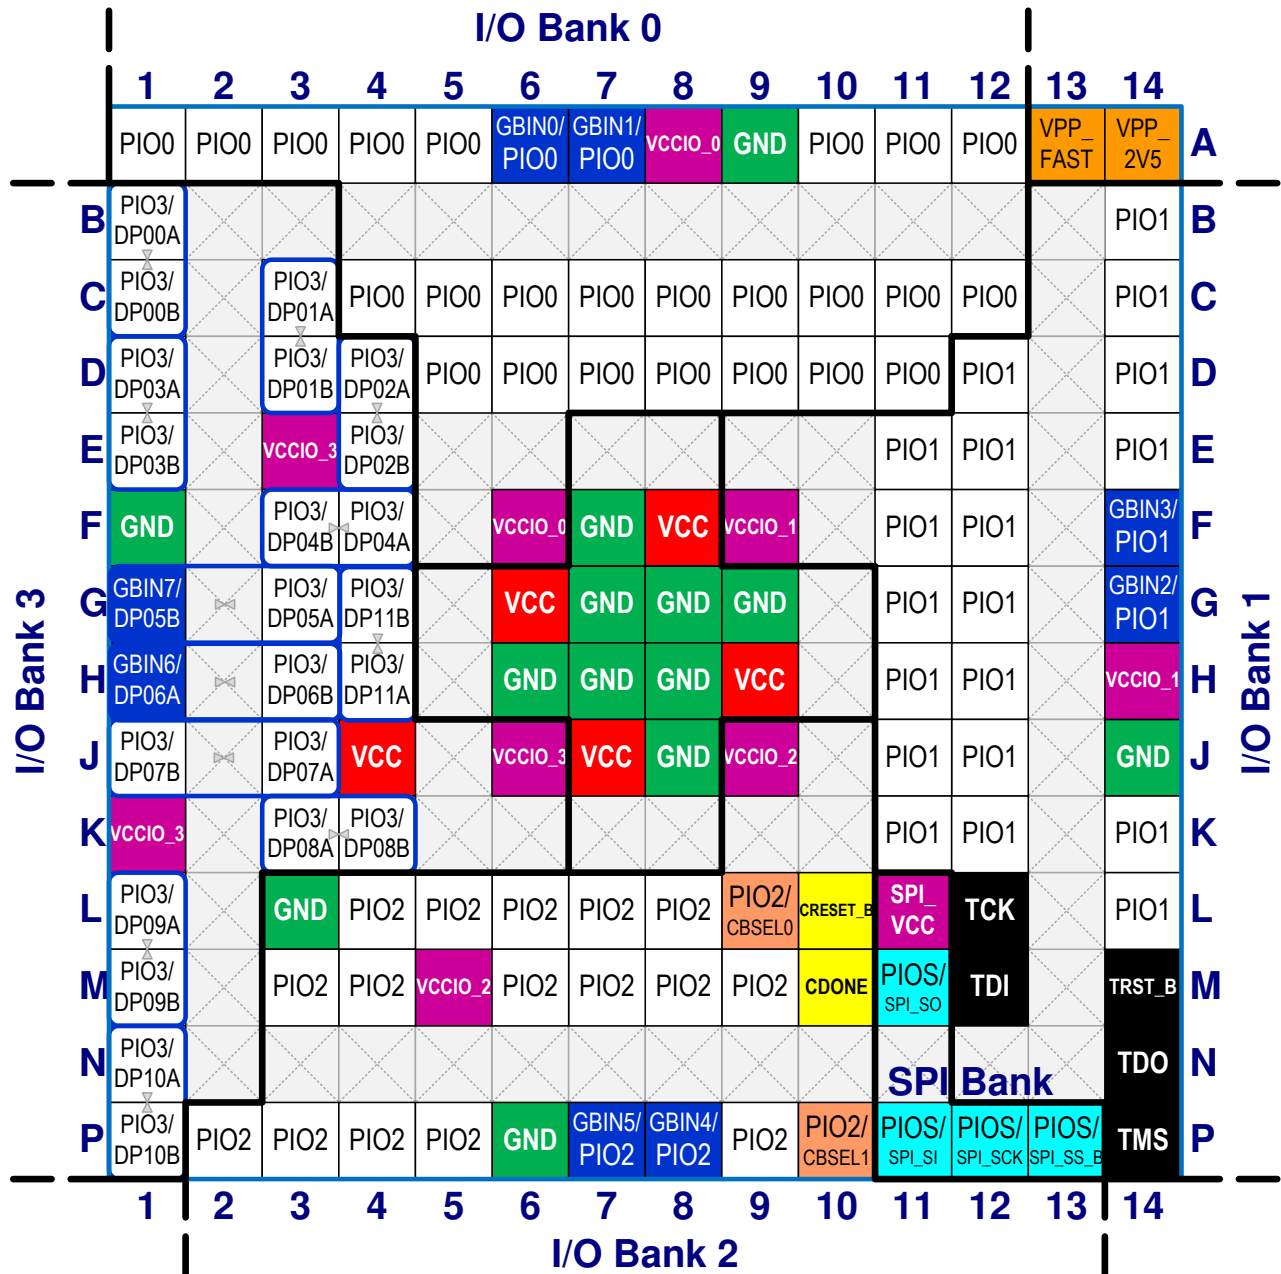 I/O Bank 0
1 2 3 4 5 6 7 8 9 10 11 12 13 14
PIO0 PIO0 PIO0 PIO0 PIO0 GBIN0/ GBIN1/ VCCIO_0 GND PIO0 PIO0 PIO0 VPP_ VPP_ A
PIO0 PIO0 FAST 2V5
B PIO3/ PIO1 B
DP00A
C PIO3/ PIO3/ PIO0 PIO0 PIO0 PIO0 PIO0 PIO0 PIO0 PIO0 PIO0 PIO1 C
DP00B DP01A
D PIO3/ PIO3/ PIO3/ PIO0 PIO0 PIO0 PIO0 PIO0 PIO0 PIO0 PIO1 PIO1 D
DP03A DP01B DP02A
E PIO3/ VCCIO_3 PIO3/ PIO1 PIO1 PIO1 E
DP03B DP02B
F GND PIO3/ PIO3/ VCCIO_0 GND VCC VCCIO_1 PIO1 PIO1 GBIN3/ F
DP04B DP04A PIO1
G GBIN7/ PIO3/ PIO3/ VCC GND GND GND PIO1 PIO1 GBIN2/ G
DP05B DP05A DP11B PIO1
I/O Bank 3
I/O Bank 1
H GBIN6/ PIO3/ PIO3/ GND GND GND VCC PIO1 PIO1 VCCIO_1 H
DP06A DP06B DP11A
J PIO3/ PIO3/ VCC VCCIO_3 VCC GND VCCIO_2 PIO1 PIO1 GND J
DP07B DP07A
K VCCIO_3 PIO3/ PIO3/ PIO1 PIO1 PIO1 K
DP08A DP08B
L PIO3/ GND PIO2 PIO2 PIO2 PIO2 PIO2 PIO2/ CRESET_B SPI_ TCK PIO1 L
DP09A CBSEL0 VCC
M PIO3/ PIO2 PIO2 VCCIO_2 PIO2 PIO2 PIO2 PIO2 CDONE PIOS/ TDI TRST_B M
DP09B SPI_SO
N PIO3/ SPI Bank TDO N
DP10A
P PIO3/ PIO2 PIO2 PIO2 PIO2 GND GBIN5/ GBIN4/ PIO2 PIO2/ PIOS/ PIOS/ PIOS/ TMS P
DP10B PIO2 PIO2 CBSEL1 SPI_SI SPI_SCK SPI_SS_B
1 2 3 4 5 6 7 8 9 10 11 12 13 14
I/O Bank 2